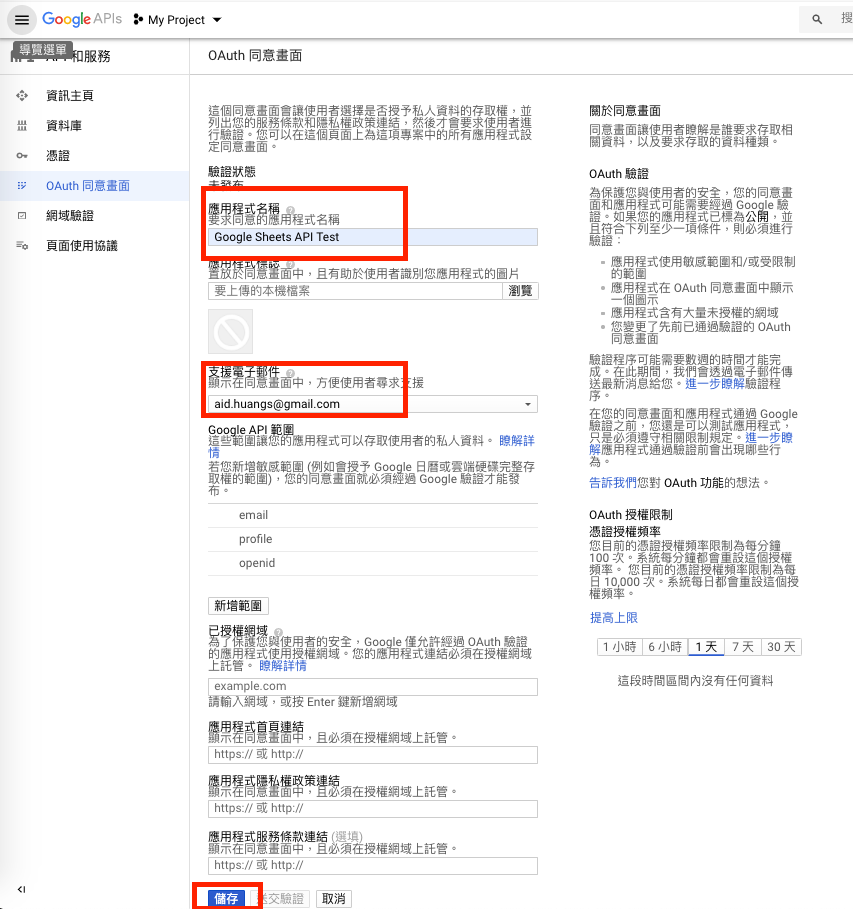 Google APIs
My Project
搜
導覽選單
API 和服務
OAuth 同意畫面
資訊主頁
資料庫
憑證
OAuth 同意畫面
網域驗證
頁面使用協議
這個同意畫面會讓使用者選擇是否授予私人資料的存取權，並
列出您的服務條款和隱私權政策連結，然後才會要求使用者進
行驗證。您可以在這個頁面上為這項專案中的所有應用程式設
定同意畫面。
驗證狀態
未發布
應用程式名稱
要求同意的應用程式名稱
Google Sheets API Test
應用程式標誌
置放於同意畫面中，且有助於使用者識別您應用程式的圖片
要上傳的本機檔案
瀏覽
支援電子郵件
顯示在同意畫面中，方便使用者尋求支援
aid.huangs@gmail.com
Google API 範圍
這些範圍讓您的應用程式可以存取使用者的私人資料。 瞭解詳
情
若您新增敏感範圍 (例如會授予 Google 日曆或雲端硬碟完整存
取權的範圍)，您的同意畫面就必須經過 Google 驗證才能發
布。
email
profile
openid
新增範圍
已授權網域
為了保護您與使用者的安全，Google 僅允許經過 OAuth 驗證
的應用程式使用授權網域。您的應用程式連結必須在授權網域
上託管。 瞭解詳情
example.com
請輸入網域，或按 Enter 鍵新增網域
應用程式首頁連結
顯示在同意畫面中，且必須在授權網域上託管。
https:// 或 http://
應用程式隱私權政策連結
顯示在同意畫面中，且必須在授權網域上託管。
https:// 或 http://
應用程式服務條款連結 (選填)
顯示在同意畫面中，且必須在授權網域上託管。
https:// 或 http://
儲存
送交驗證
取消
關於同意畫面
同意畫面讓使用者瞭解是誰要求存取相
關資料，以及要求存取的資料種類。
OAuth 驗證
為保護您與使用者的安全，您的同意畫
面和應用程式可能需要經過 Google 驗
證。如果您的應用程式已標為公開，並
且符合下列至少一項條件，則必須進行
驗證：
應用程式使用敏感範圍和/或受限制
的範圍
應用程式在 OAuth 同意畫面中顯示
一個圖示
應用程式含有大量未授權的網域
您變更了先前已通過驗證的 OAuth
同意畫面
驗證程序可能需要數週的時間才能完
成。在此期間，我們會透過電子郵件傳
送最新消息給您。進一步瞭解驗證程
序。
在您的同意畫面和應用程式通過 Google
驗證之前，您還是可以測試應用程式，
只是必須遵守相關限制規定。進一步瞭
解應用程式通過驗證前會出現哪些行
為。
告訴我們您對 OAuth 功能的想法。
OAuth 授權限制
憑證授權頻率
您目前的憑證授權頻率限制為每分鐘
100 次。系統每分鐘都會重設這個授權
頻率。 您目前的憑證授權頻率限制為每
日 10,000 次。系統每日都會重設這個授
權頻率。
提高上限
1 小時
6 小時
1 天
7 天
30 天
這段時間區間內沒有任何資料